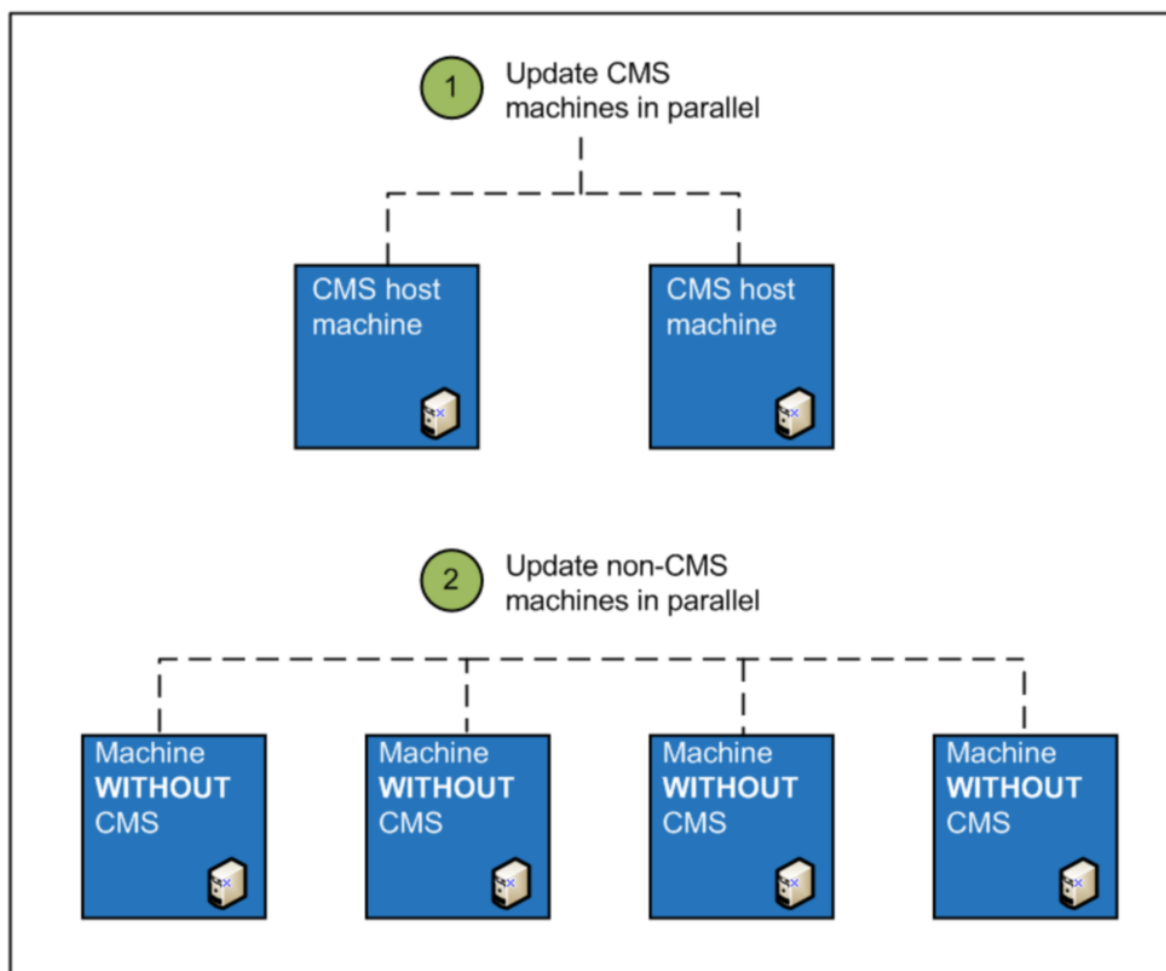 1
Update CMS
machines in parallel
CMS host
machine
CMS host
machine
2
Update non-CMS
machines in parallel
Machine
WITHOUT
CMS
Machine
WITHOUT
CMS
Machine
WITHOUT
CMS
Machine
WITHOUT
CMS